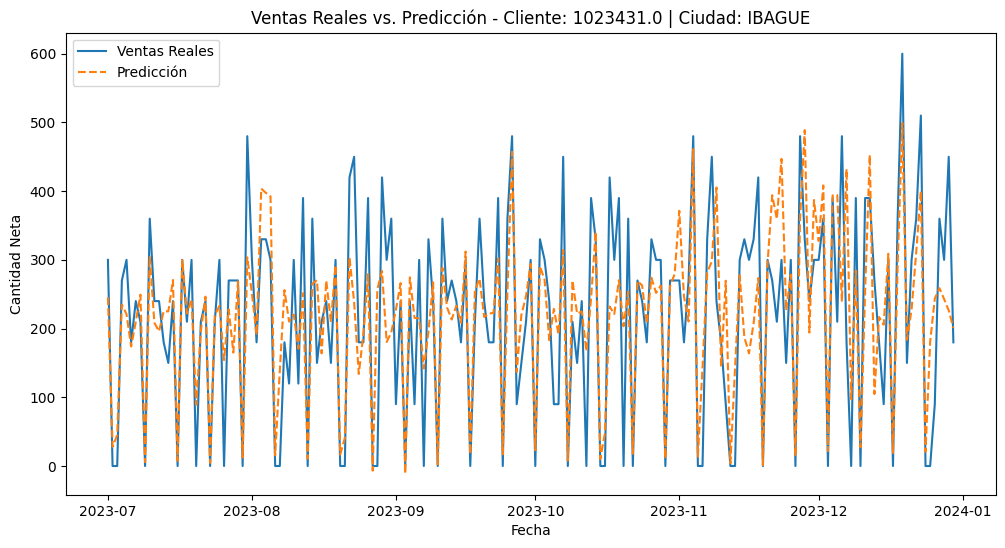 Ventas Reales vs. Predicción - Cliente: 1023431.0 | Ciudad: IBAGUE
Ventas Reales
Predicción
Cantidad Neta
600
500
400
300
200
100
0
2023-07
2023-08
2023-09
2023-10
2023-11
2023-12
2024-01
Fecha